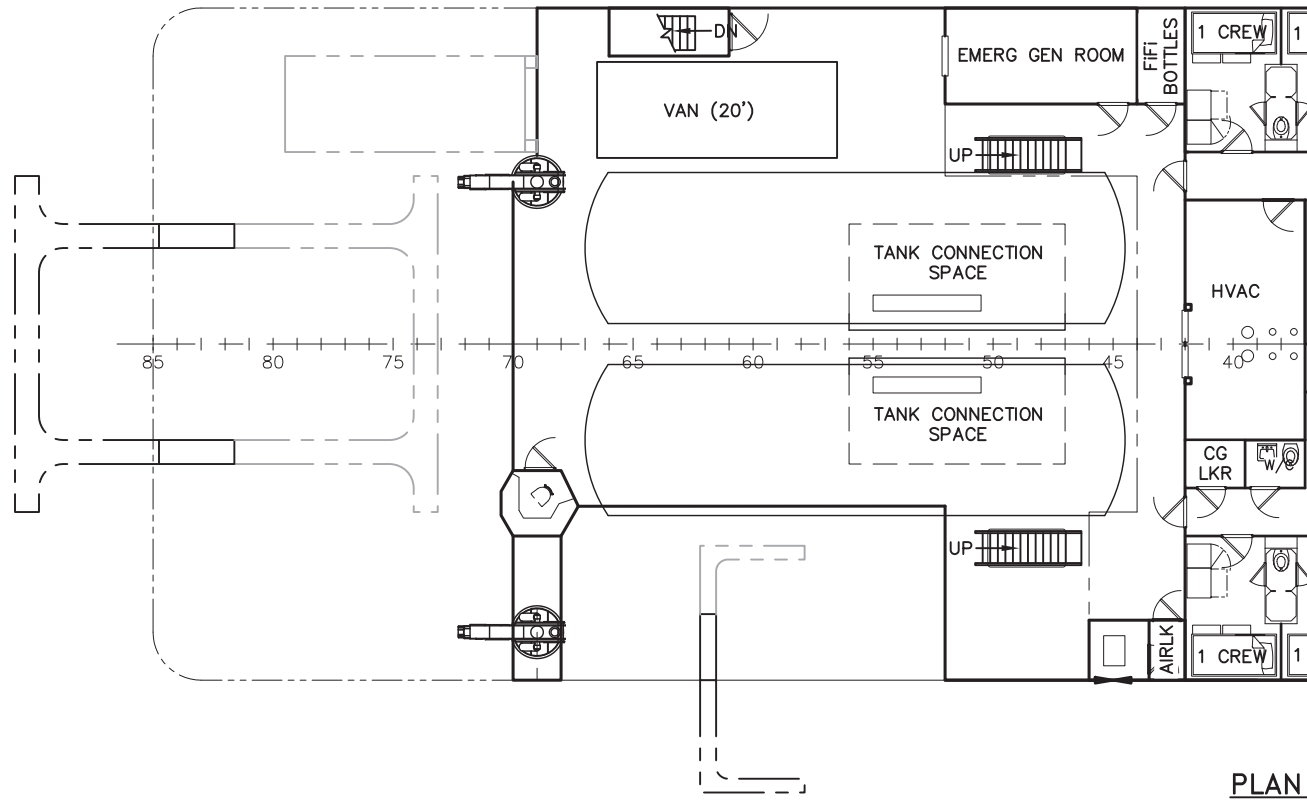 DN
EMERG GEN ROOM
FiFi
BOTTLES
1 CREW
1
VAN (20')
UP
TANK CONNECTION
SPACE
HVAC
85
80
75
70
65
60
55
50
45
40
TANK CONNECTION
SPACE
CG
LKR
W/
UP
AIRLK
1 CREW
1
PLAN